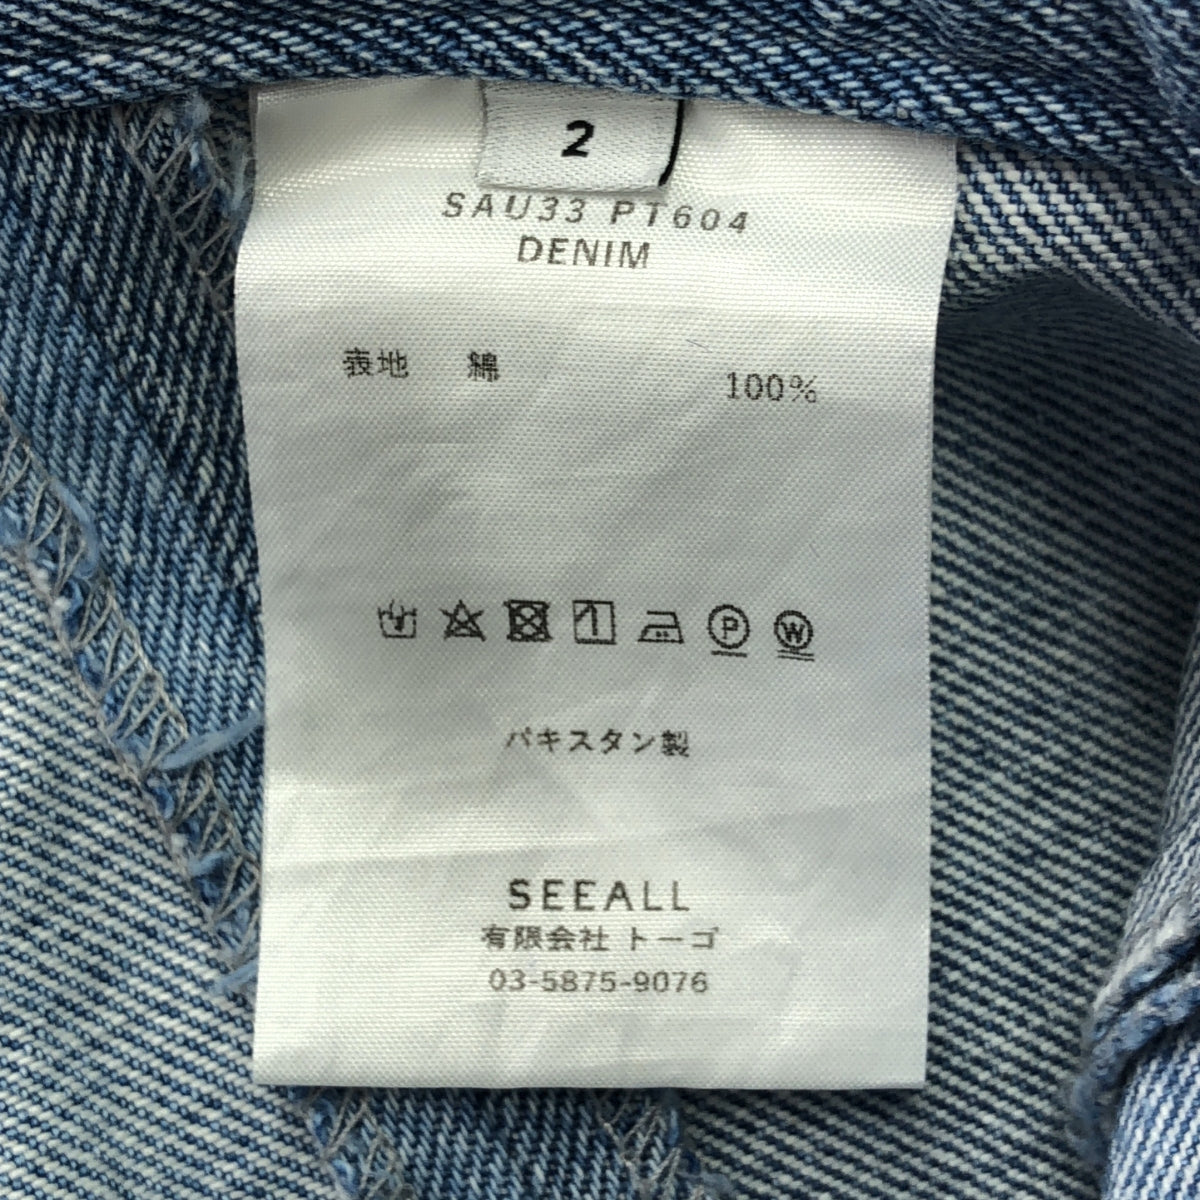 2
SAU33 PT604
DENIM
表地 綿 100%
P W
パキスタン製
SEEALL
有限会社 トーゴ
03-5875-9076